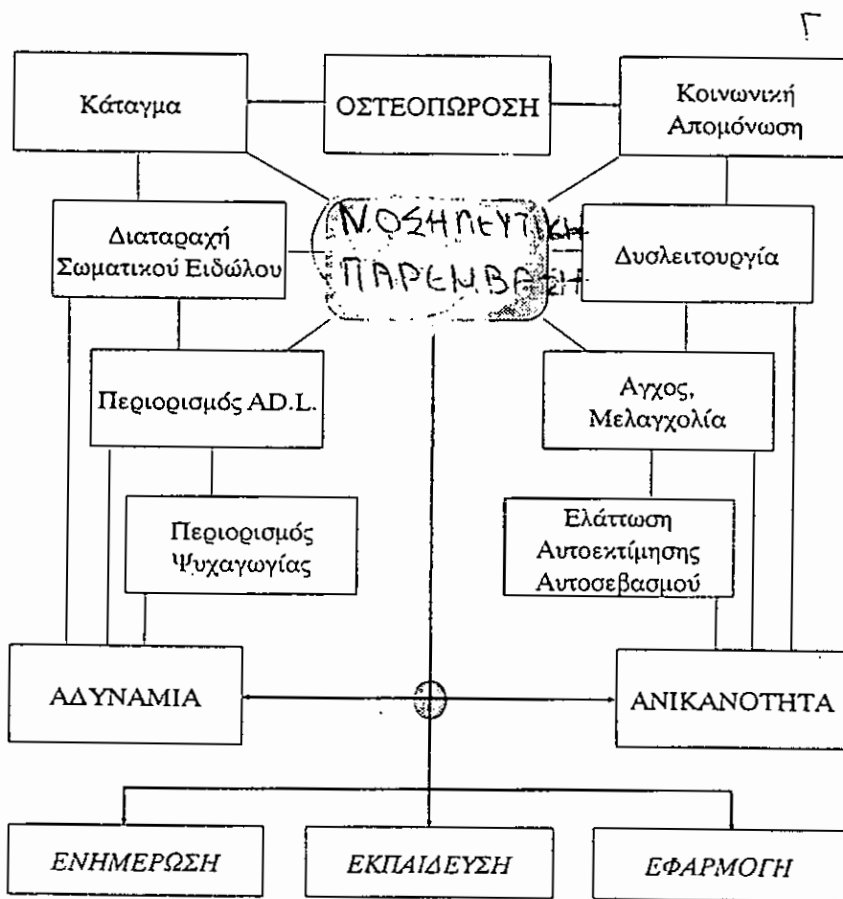 Γ
Κάταγμα
ΟΣΤΕΟΠΩΡΟΣΗ
Κοινωνική
Απομόνωση
ΝΟΣΗΛΕΥΤΙΚΗ
ΠΑΡΕΜΒΑΣΗ
Διαταραχή
Σωματικού Ειδώλου
Δυσλειτουργία
Περιορισμός AD.L.
Αγχος,
Μελαγχολία
Περιορισμός
Ψυχαγωγίας
Ελάττωση
Αυτοεκτίμησης
Αυτοσεβασμού
ΑΔΥΝΑΜΙΑ
ΑΝΙΚΑΝΟΤΗΤΑ
ΕΝΗΜΕΡΩΣΗ
ΕΚΠΑΙΔΕΥΣΗ
ΕΦΑΡΜΟΓΗ